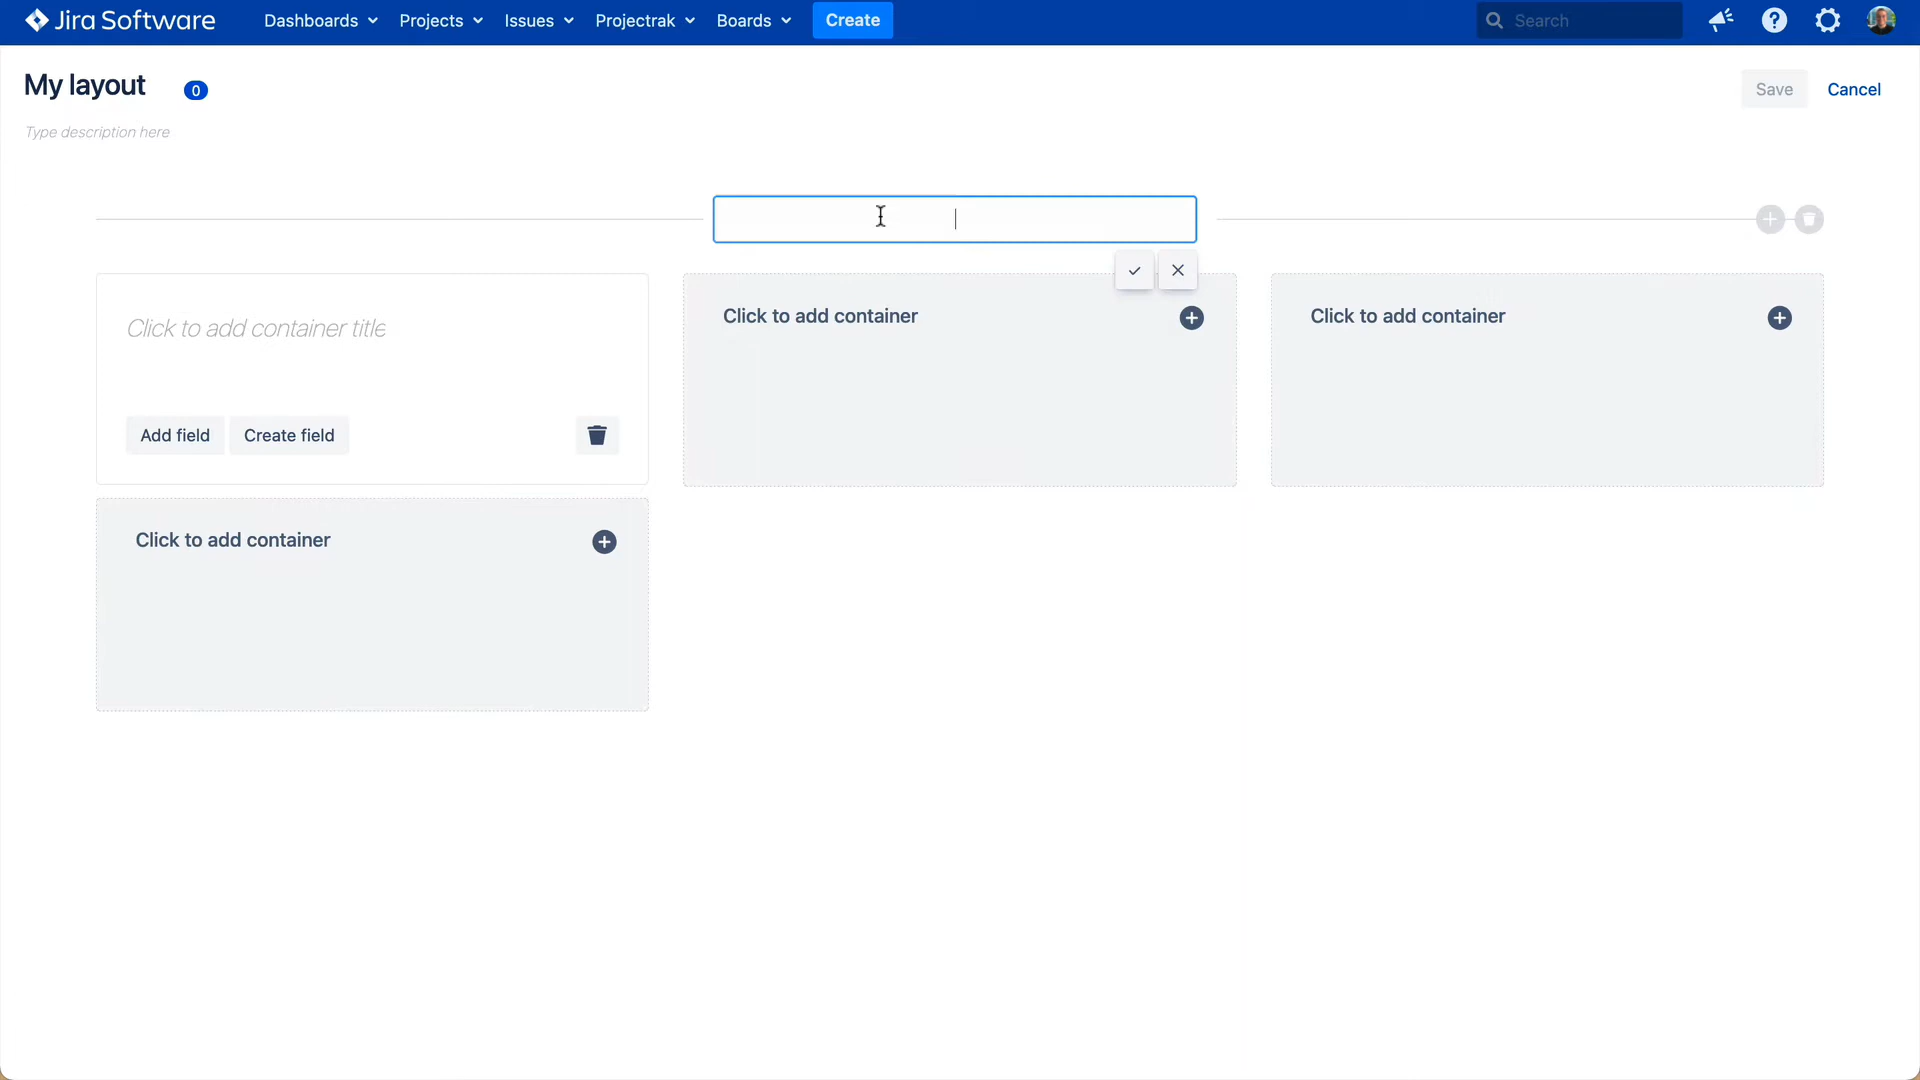 Jira Software Dashboards Projects Issues Projectrak Boards Create Search
My layout 0 Save Cancel
Type description here
Click to add container title Click to add container Click to add container
Add field Create field
Click to add container